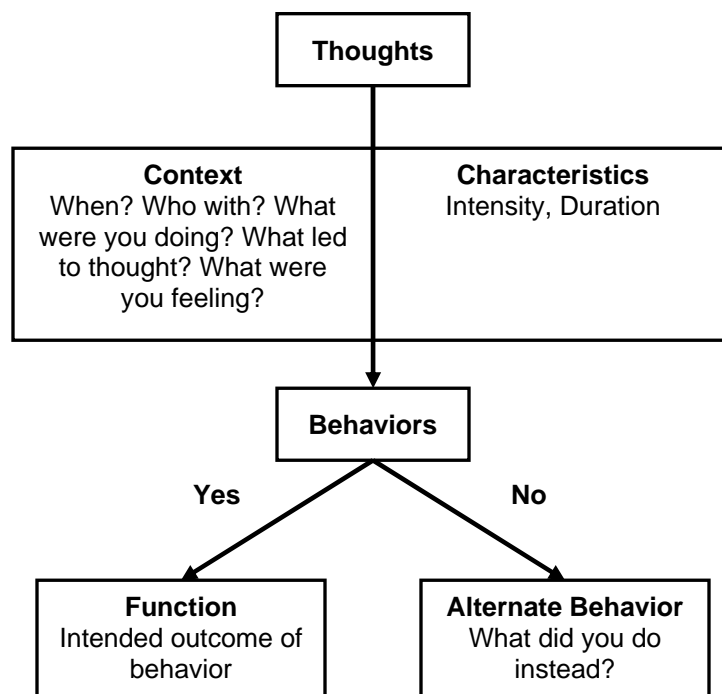 Thoughts
Context
When? Who with? What
were you doing? What led
to thought? What were
you feeling?
Characteristics
Intensity, Duration
Behaviors
Yes
No
Function
Intended outcome of
behavior
Alternate Behavior
What did you do
instead?